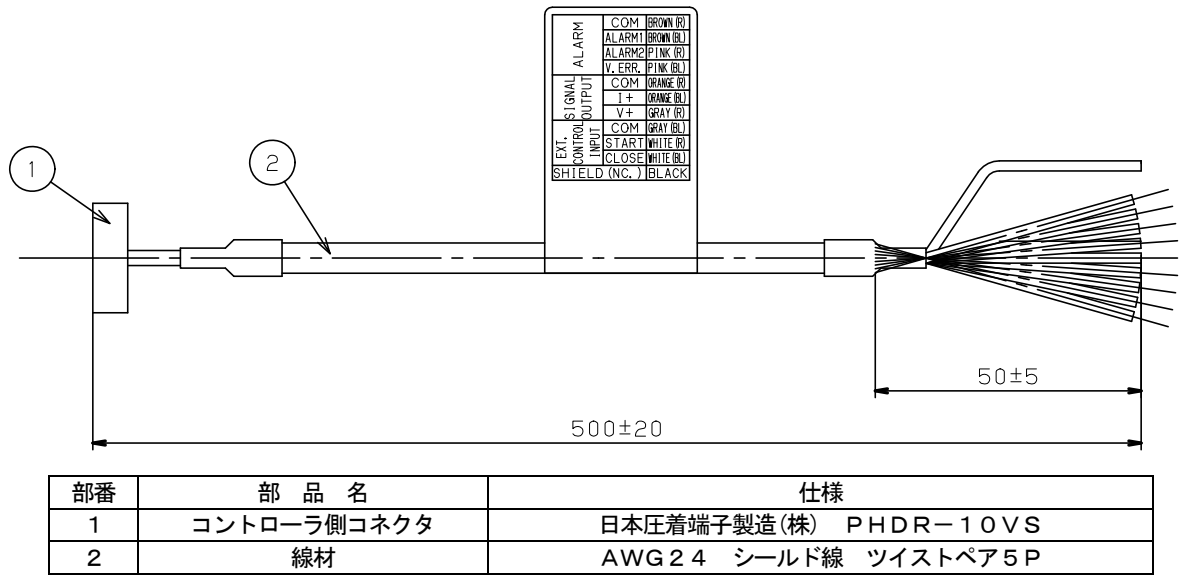 ALARM
COM BROWN(R)
ALARM1 BROWN(BL)
ALARM2 PINK(R)
V. ERR. PINK(BL)
SIGNAL OUTPUT
COM ORANGE(R)
I+ ORANGE(BL)
V+ GRAY(R)
EXT. CONTROL INPUT
COM GRAY(BL)
START WHITE(R)
CLOSE WHITE(BL)
SHIELD(NC.) BLACK
1
2
50±5
500±20
部番 部 品 名 仕様
1 コントローラ側コネクタ 日本圧着端子製造(株) PHDR-10VS
2 線材 AWG24 シールド線 ツイストペア5P